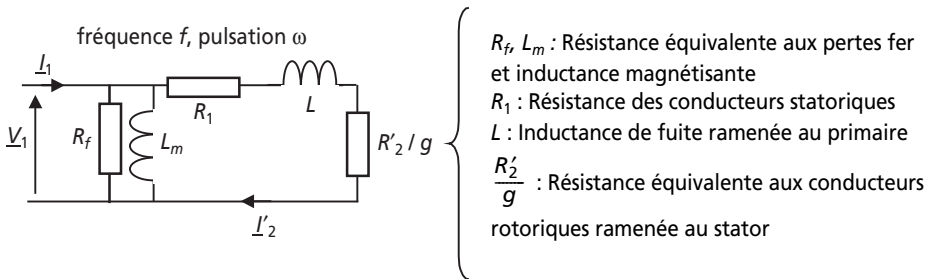 fréquence f, pulsation ω
I1
V1
Rf
Lm
R1
L
R'2 / g
I'2
Rf, Lm : Résistance équivalente aux pertes fer
et inductance magnétisante
R1 : Résistance des conducteurs statoriques
L : Inductance de fuite ramenée au primaire
R'2/g : Résistance équivalente aux conducteurs
rotoriques ramenée au stator